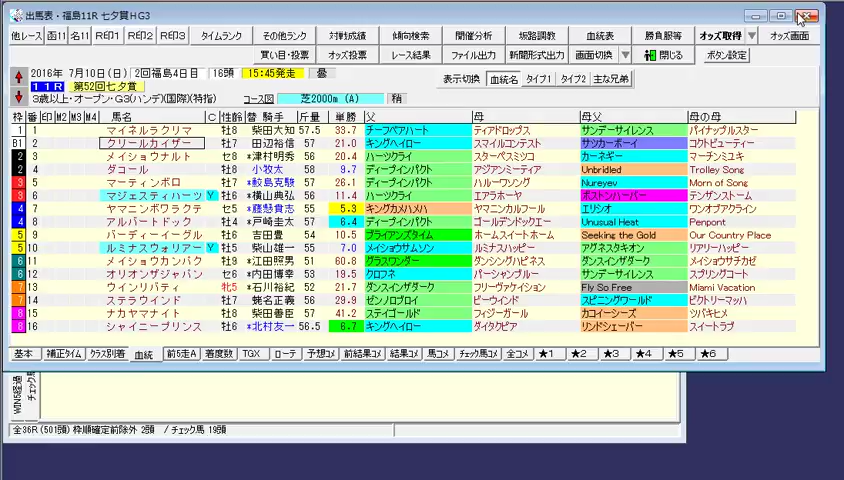 出馬表・福島11R 七夕賞HG3
他レース 函11 名11 R印1 R印2 R印3 タイムランク その他ランク 対戦成績 傾向検索 開催分析 坂路調教 血統表 勝負服等 オッズ取得 オッズ画面
買い目・投票 オッズ投票 レース結果 ファイル出力 新聞形式出力 画面切換 閉じる ボタン設定
2016年 7月10日(日) 2回福島4日目 16頭 15:45発走 曇
11R 第52回七夕賞
3歳以上・オープン・G3(ハンデ)(国際)(特指) コース図 芝2000m (A) 稍
表示切換 血統名 タイプ1 タイプ2 主な兄弟
枠 番 印 M2 M3 M4 馬名 C 性齢 替 騎手 斤量 単勝 父 母 母父 母の母
1 1 マイネルラクリマ 牡8 柴田大知 57.5 33.7 チーフベアハート ティアドロップス サンデーサイレンス パイナップルスター
B1 2 クリールカイザー 牡7 田辺裕信 57 21.0 キングヘイロー スマイルコンテスト サツカーボーイ コクトビューティー
2 3 メイショウナルト セ8 *津村明秀 56 20.4 ハーツクライ スターペスミツコ カーネギー マーチンミユキ
2 4 ダコール 牡8 小牧太 58 9.7 ディープインパクト アジアンミーティア Unbridled Trolley Song
3 5 マーティンボロ 牡7 *鮫島克駿 57 26.1 ディープインパクト ハルーワソング Nureyev Morn of Song
3 6 マジェスティハーツ Y 牡6 *横山典弘 56 11.4 ハーツクライ エアラホーヤ ボストンハーバー テンザンストーム
4 7 ヤマニンボワラクテ セ5 *藤懸貴志 55 5.3 キングカメハメハ ヤマニンカルフール エリシオ ワンオブアクライン
4 8 アルバートドック 牡4 *戸崎圭太 57 6.4 ディープインパクト ゴールデンドックエー Unusual Heat Penpont
5 9 バーディーイーグル 牡6 吉田豊 54 10.5 ブライアンズタイム ホームスイートホーム Seeking the Gold Our Country Place
5 10 ルミナスウォリアー Y 牡5 柴山雄一 55 7.0 メイショウサムソン ルミナスハッピー アグネスタキオン リアリーハッピー
6 11 メイショウカンパク 牡9 *江田照男 51 60.8 グラスワンダー ダンシングハピネス ダンスインザダーク メイショウサチカゼ
6 12 オリオンザジャパン セ6 *内田博幸 53 19.5 クロフネ パーシャンブルー サンデーサイレンス スプリングコート
7 13 ウインリバティ 牝5 *石川裕紀 52 21.7 ダンスインザダーク フリーヴァケイション Fly So Free Miami Vacation
7 14 ステラウインド 牡7 蛯名正義 56 29.9 ゼンノロブロイ ビーウインド スピニングワールド ビクトリーマッハ
8 15 ナカヤマナイト 牡8 柴田善臣 57 41.2 ステイゴールド フィジーガール カコイーシーズ ツバキヒメ
8 16 シャイニープリンス 牡6 *北村友一 56.5 6.7 キングヘイロー ダイタクピア リンドシェーバー スイートラブ
基本 補正タイム クラス別着 血統 前5走A 着度数 TGX ローテ 予想コメ 前結果コメ 結果コメ 馬コメ チェック馬コメ 全コメ ★1 ★2 ★3 ★4 ★5 ★6
WIN5経過
チェック馬
全36R(501頭) 枠順確定前除外 2頭 /チェック馬 19頭